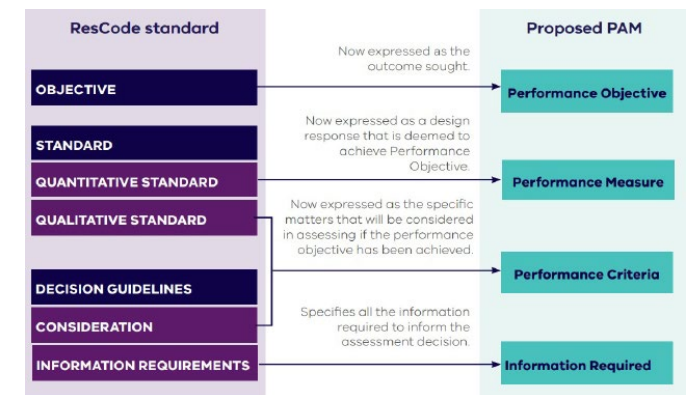 ResCode standard
Proposed PAM
Now expressed as the
outcome sought.
OBJECTIVE
Performance Objective
Now expressed as a design
response that is deemed to
achieve Performance
Objective.
STANDARD
QUANTITATIVE STANDARD
Performance Measure
QUALITATIVE STANDARD
Now expressed as the specific
matters that will be considered
in assessing if the performance
objective has been achieved.
Performance Criteria
DECISION GUIDELINES
CONSIDERATION
Specifies all the information
required to inform the
assessment decision.
INFORMATION REQUIREMENTS
Information Required